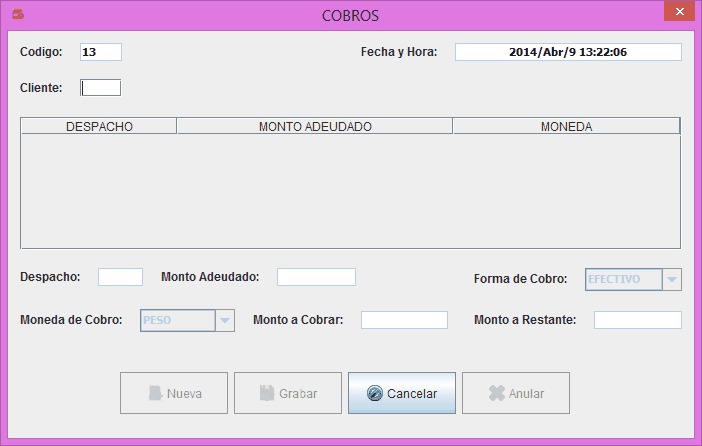 COBROS
Codigo: 13 Fecha y Hora: 2014/Abr/9 13:22:06
Cliente:
DESPACHO MONTO ADEUDADO MONEDA
Despacho: Monto Adeudado: Forma de Cobro: EFECTIVO
Moneda de Cobro: PESO Monto a Cobrar: Monto a Restante:
Nueva Grabar Cancelar Anular